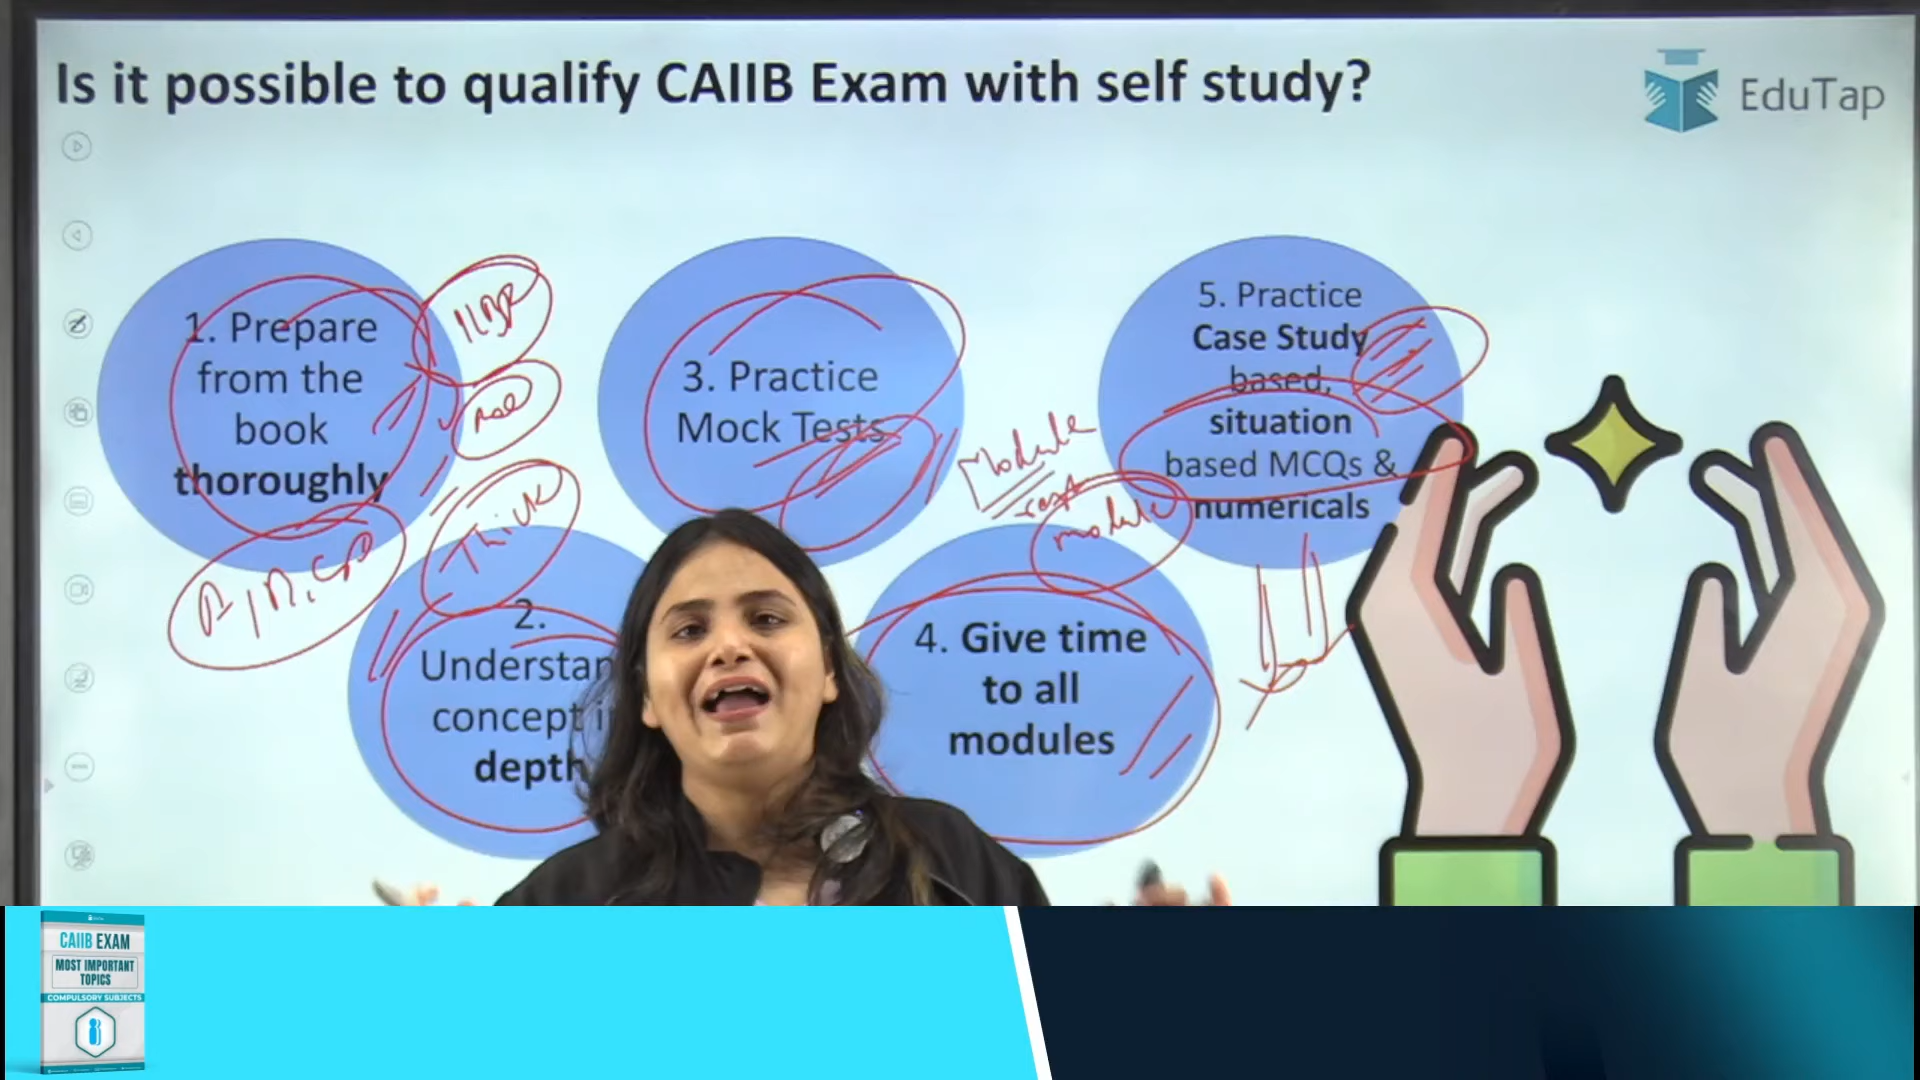 Is it possible to qualify CAIIB Exam with self study?
EduTap
1. Prepare
from the
book
thoroughly
2.
Understan
concept i
depth
3. Practice
Mock Tests
4. Give time
to all
modules
5. Practice
Case Study
based,
situation
based MCQs &
numericals
Think
Module
module
CAIIB EXAM
MOST IMPORTANT
TOPICS
COMPULSORY SUBJECTS